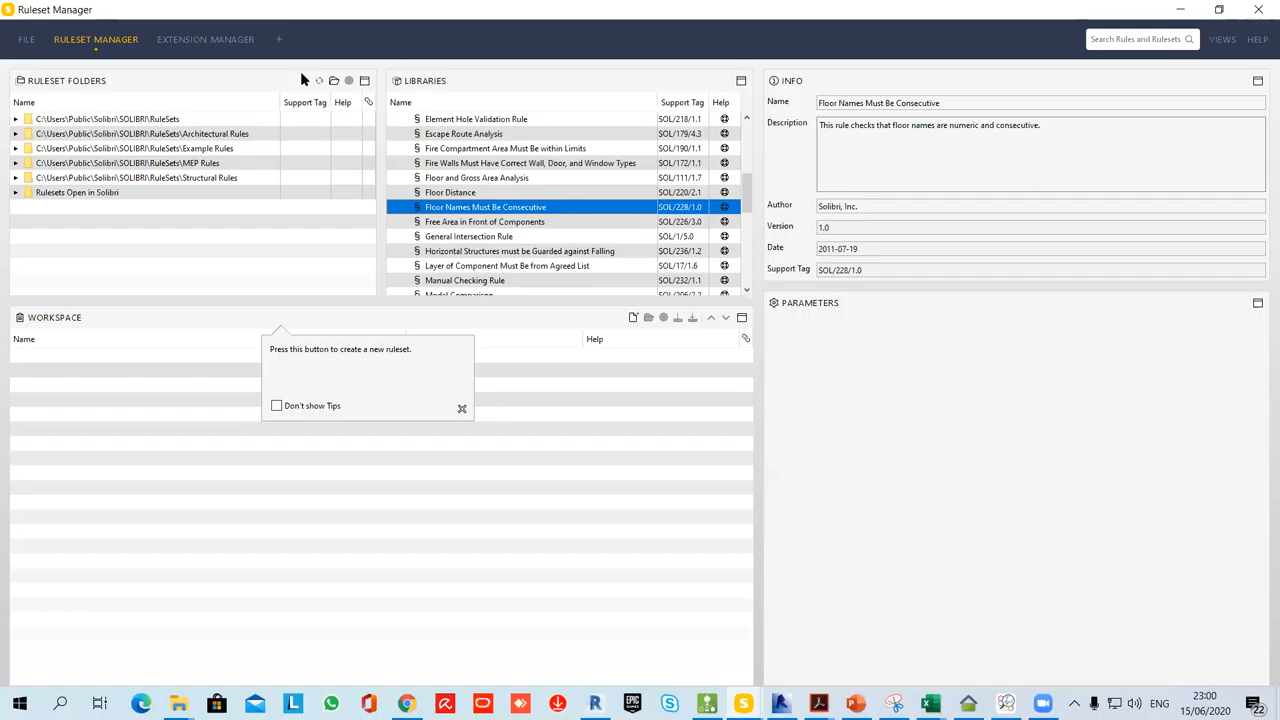 Ruleset Manager
FILE RULESET MANAGER EXTENSION MANAGER + Search Rules and Rulesets VIEWS HELP
RULESET FOLDERS
Name Support Tag Help
C:\Users\Public\Solibri\SOLIBRI\RuleSets
C:\Users\Public\Solibri\SOLIBRI\RuleSets\Architectural Rules
C:\Users\Public\Solibri\SOLIBRI\RuleSets\Example Rules
C:\Users\Public\Solibri\SOLIBRI\RuleSets\MEP Rules
C:\Users\Public\Solibri\SOLIBRI\RuleSets\Structural Rules
Rulesets Open in Solibri
LIBRARIES
Name Support Tag Help
§ Element Hole Validation Rule SOL/218/1.1
§ Escape Route Analysis SOL/179/4.3
§ Fire Compartment Area Must Be within Limits SOL/190/1.1
§ Fire Walls Must Have Correct Wall, Door, and Window Types SOL/172/1.1
§ Floor and Gross Area Analysis SOL/111/1.7
§ Floor Distance SOL/220/2.1
§ Floor Names Must Be Consecutive SOL/228/1.0
§ Free Area in Front of Components SOL/226/3.0
§ General Intersection Rule SOL/1/5.0
§ Horizontal Structures must be Guarded against Falling SOL/236/1.2
§ Layer of Component Must Be from Agreed List SOL/17/1.6
§ Manual Checking Rule SOL/232/1.1
§ Model Comparison
INFO
Name Floor Names Must Be Consecutive
Description This rule checks that floor names are numeric and consecutive.
Author Solibri, Inc.
Version 1.0
Date 2011-07-19
Support Tag SOL/228/1.0
WORKSPACE
Name Help
Press this button to create a new ruleset.
Don't show Tips
PARAMETERS
EPIC GAMES
ENG 23:00
15/06/2020 22